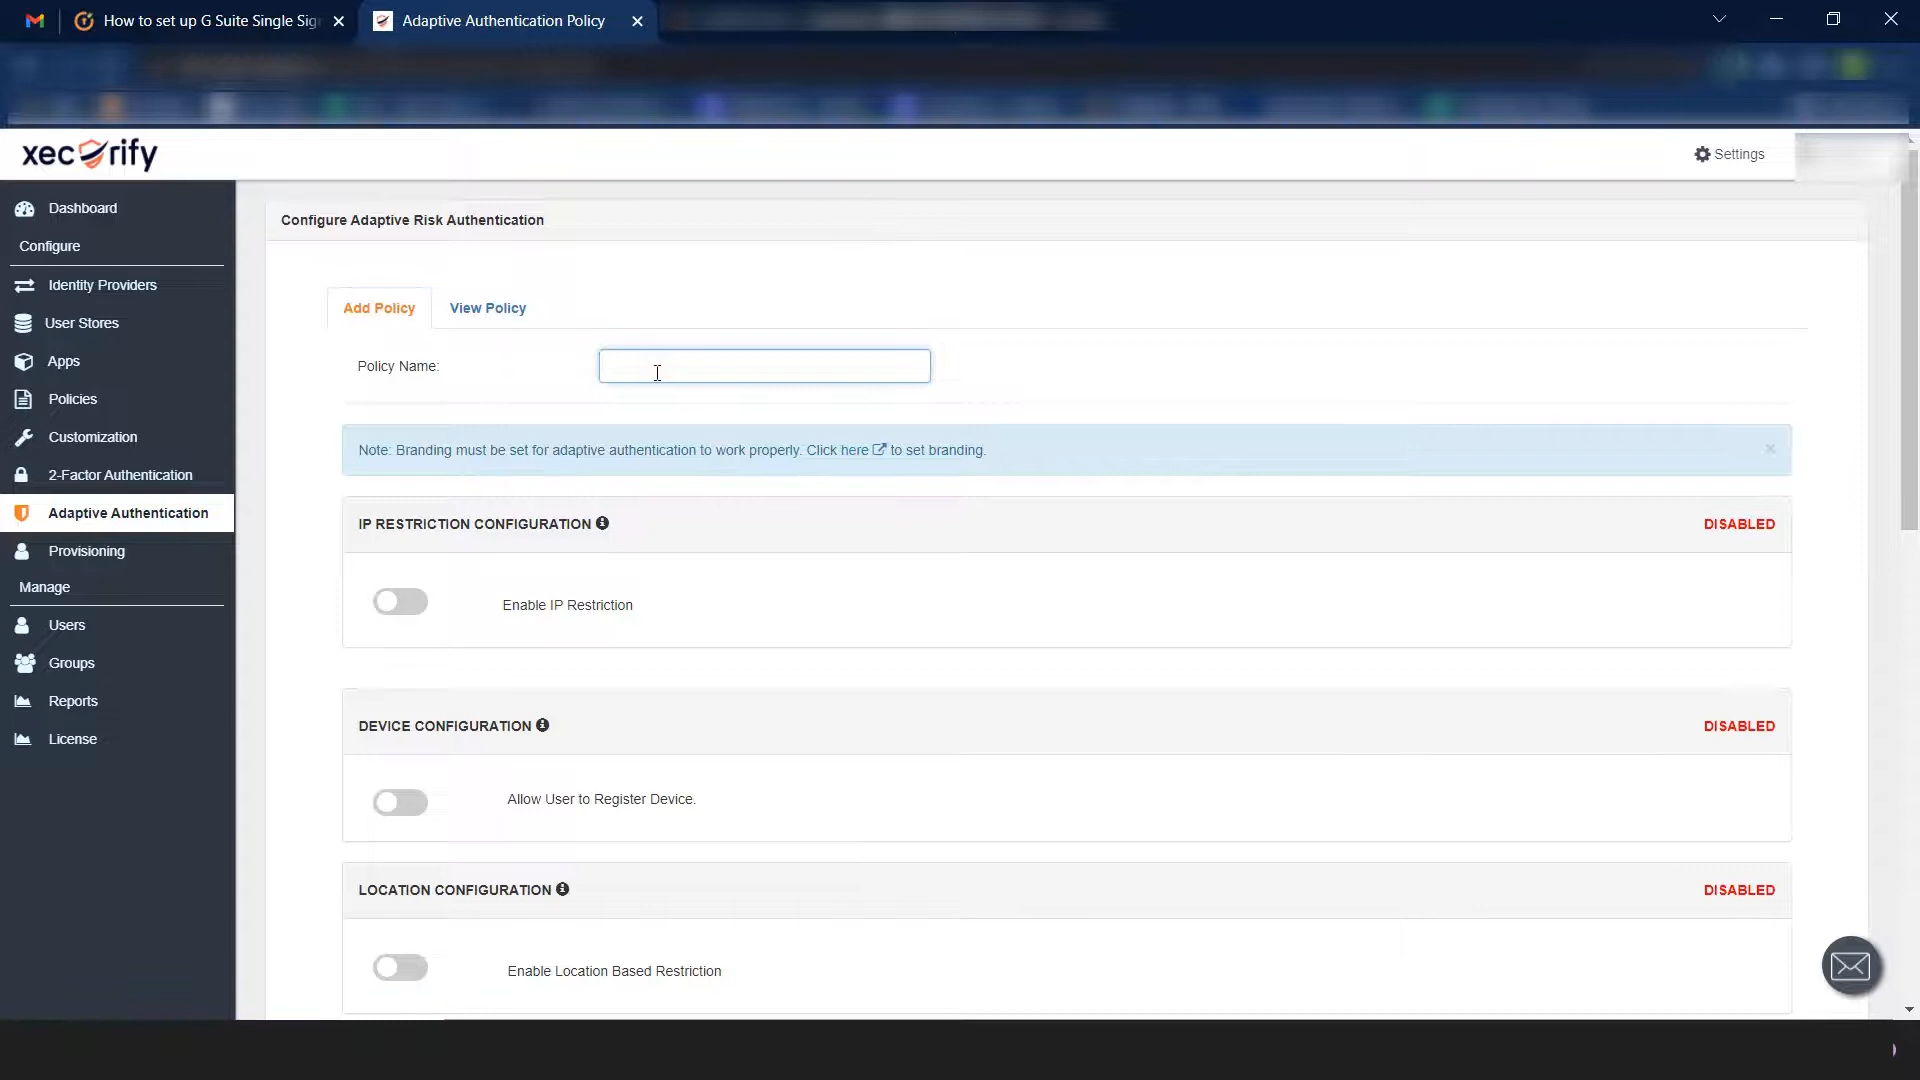 How to set up G Suite Single Sig
Adaptive Authentication Policy
xecurify
Settings
Dashboard
Configure
Identity Providers
User Stores
Apps
Policies
Customization
2-Factor Authentication
Adaptive Authentication
Provisioning
Manage
Users
Groups
Reports
License
Configure Adaptive Risk Authentication
Add Policy
View Policy
Policy Name:
Note: Branding must be set for adaptive authentication to work properly. Click here to set branding.
IP RESTRICTION CONFIGURATION
DISABLED
Enable IP Restriction
DEVICE CONFIGURATION
DISABLED
Allow User to Register Device.
LOCATION CONFIGURATION
DISABLED
Enable Location Based Restriction